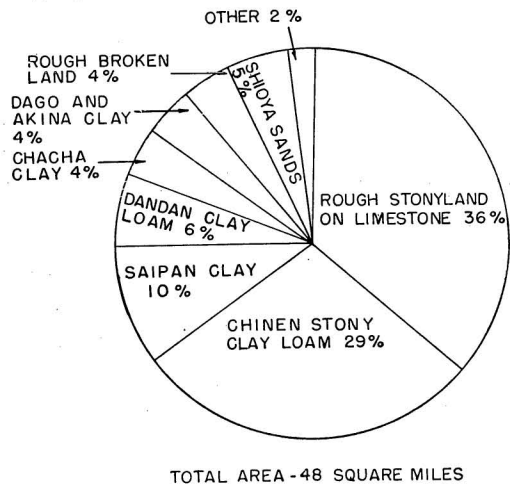 OTHER 2%
ROUGH BROKEN
LAND 4%
DAGO AND
AKINA CLAY
4%
CHACHA
CLAY 4%
SHIOYA SANDS
5%
DANDAN CLAY
LOAM 6%
SAIPAN CLAY
10%
ROUGH STONYLAND
ON LIMESTONE 36%
CHINEN STONY
CLAY LOAM 29%
TOTAL AREA-48 SQUARE MILES